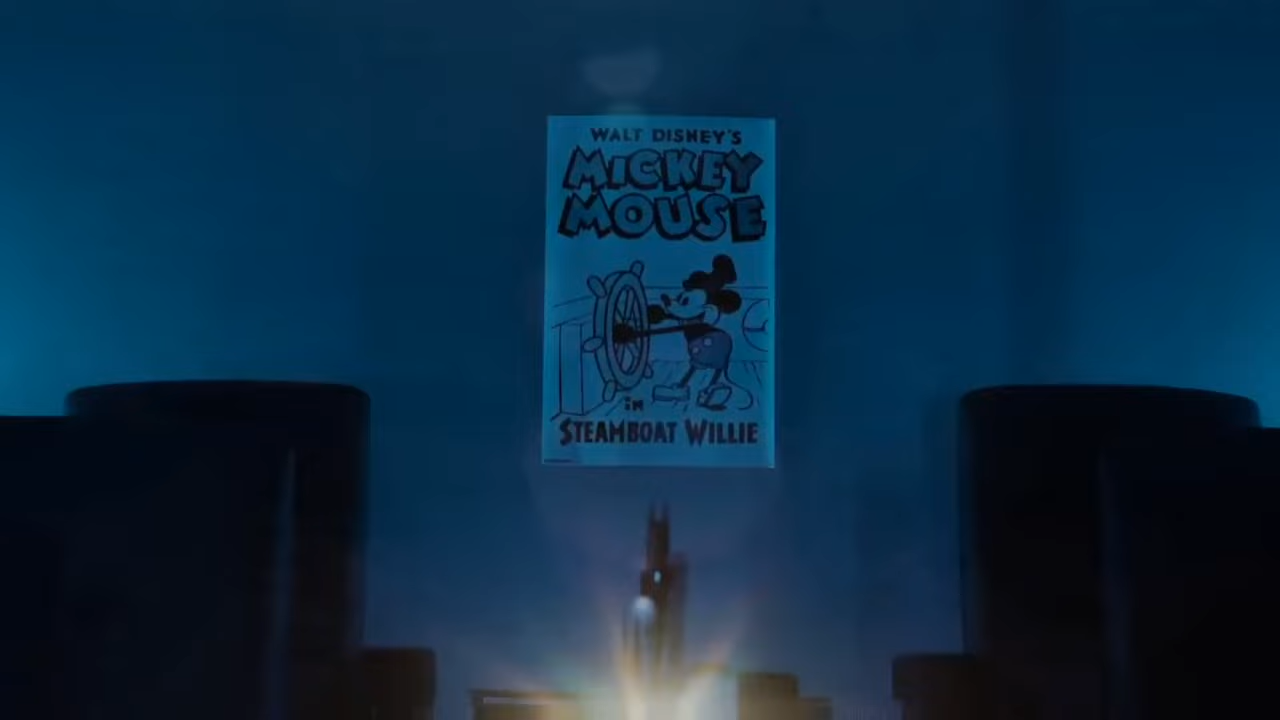 WALT DISNEY'S
MICKEY
MOUSE
in
STEAMBOAT WILLIE